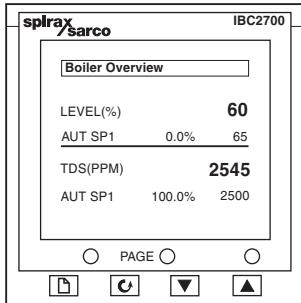 spirax sarco IBC2700
Boiler Overview
LEVEL(%) 60
AUT SP1 0.0% 65
TDS(PPM) 2545
AUT SP1 100.0% 2500
PAGE